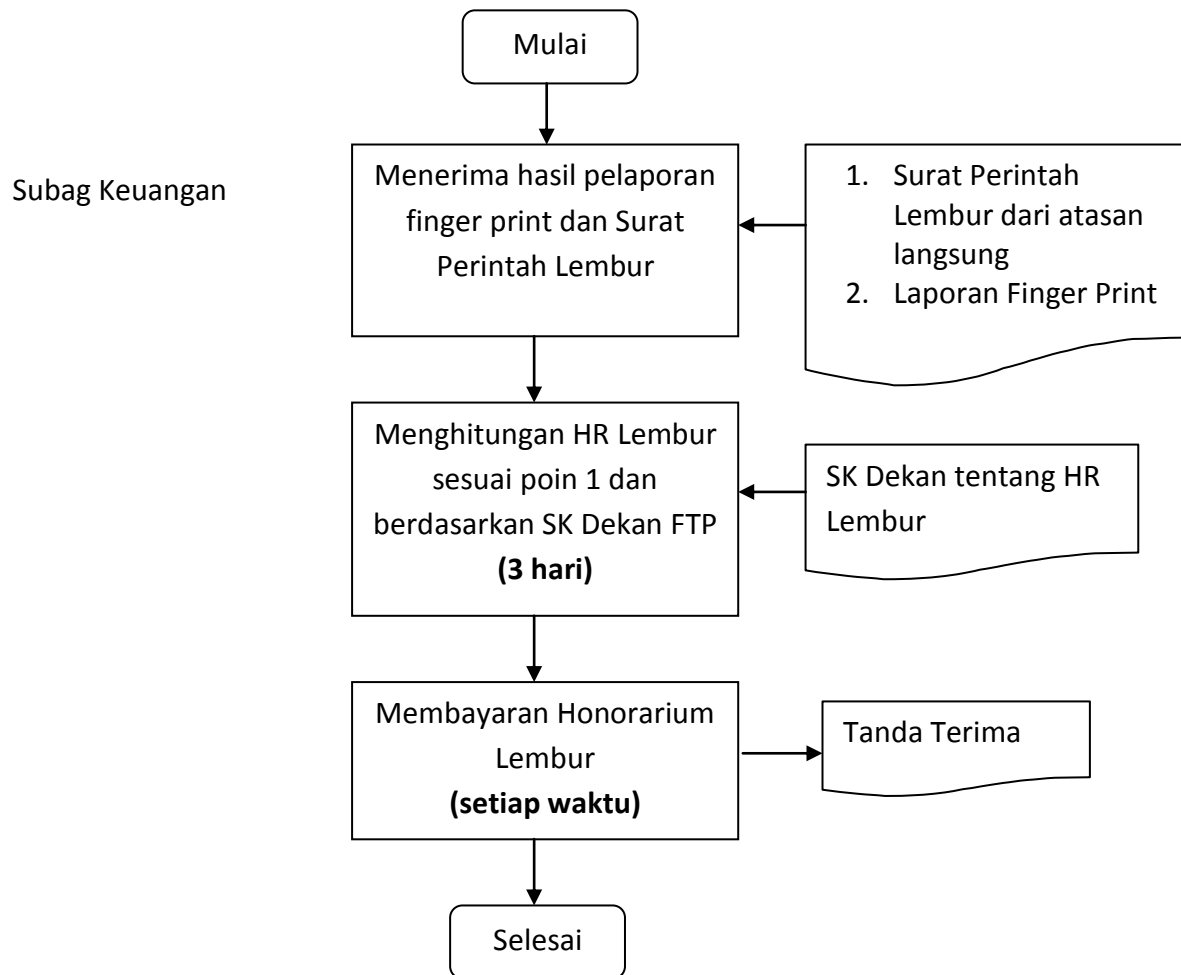 Mulai
Subag Keuangan
Menerima hasil pelaporan
finger print dan Surat
Perintah Lembur
1. Surat Perintah
Lembur dari atasan
langsung
2. Laporan Finger Print
Menghitungan HR Lembur
sesuai poin 1 dan
berdasarkan SK Dekan FTP
(3 hari)
SK Dekan tentang HR
Lembur
Membayaran Honorarium
Lembur
(setiap waktu)
Tanda Terima
Selesai